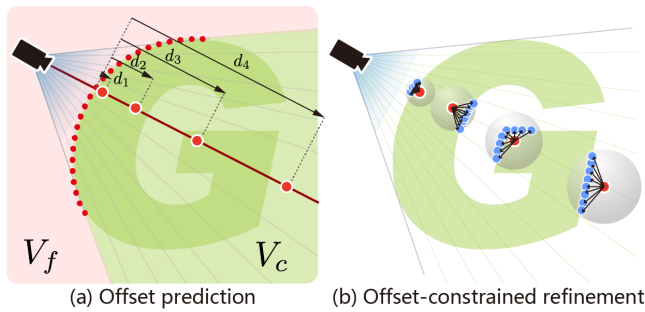 G
d₁
d₂
d₃
d₄
V_f
V_c
(a) Offset prediction
G
(b) Offset-constrained refinement